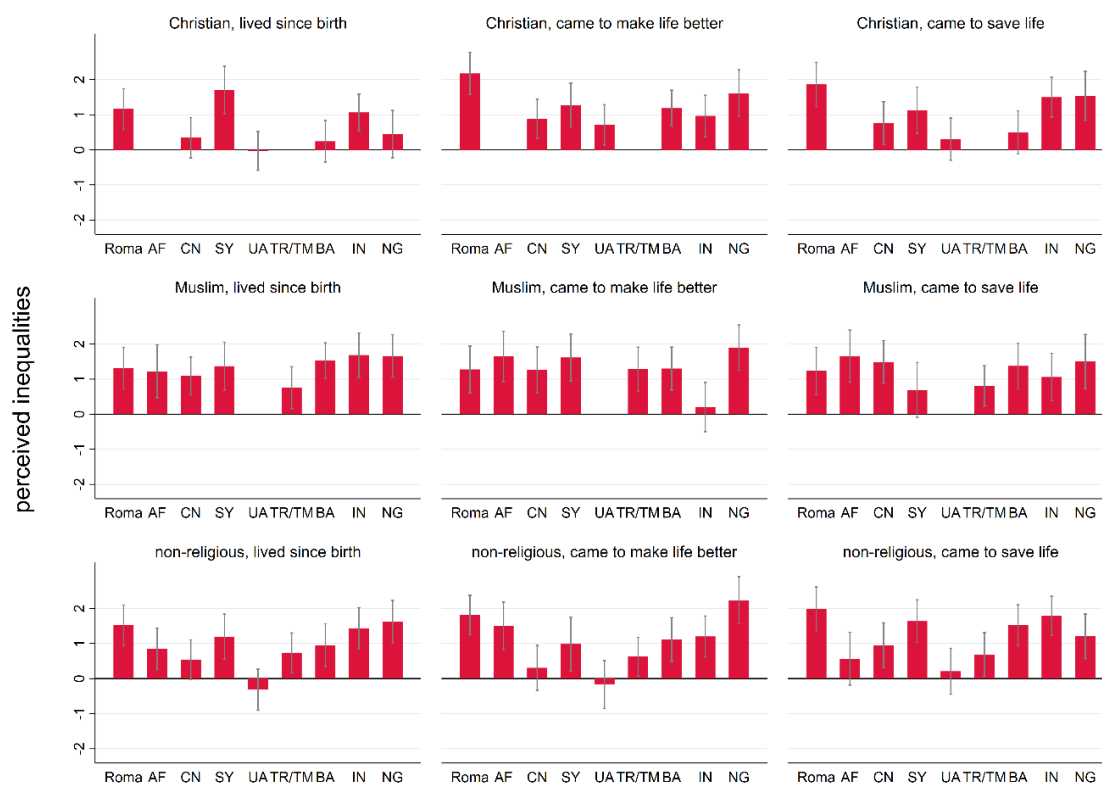 Christian, lived since birth
Christian, came to make life better
Christian, came to save life
2
1
0
-1
-2
Roma AF CN SY UA TR/TM BA IN NG
Roma AF CN SY UA TR/TM BA IN NG
Roma AF CN SY UA TR/TM BA IN NG
perceived inequalities
Muslim, lived since birth
Muslim, came to make life better
Muslim, came to save life
2
1
0
-1
-2
Roma AF CN SY UA TR/TM BA IN NG
Roma AF CN SY UA TR/TM BA IN NG
Roma AF CN SY UA TR/TM BA IN NG
non-religious, lived since birth
non-religious, came to make life better
non-religious, came to save life
2
1
0
-1
-2
Roma AF CN SY UA TR/TM BA IN NG
Roma AF CN SY UA TR/TM BA IN NG
Roma AF CN SY UA TR/TM BA IN NG